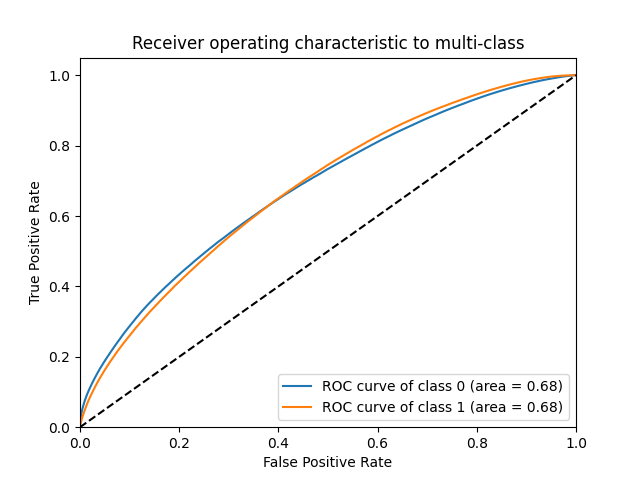 Receiver operating characteristic to multi-class
1.0
0.8
0.6
0.4
0.2
0.0
True Positive Rate
ROC curve of class 0 (area = 0.68)
ROC curve of class 1 (area = 0.68)
0.0 0.2 0.4 0.6 0.8 1.0
False Positive Rate